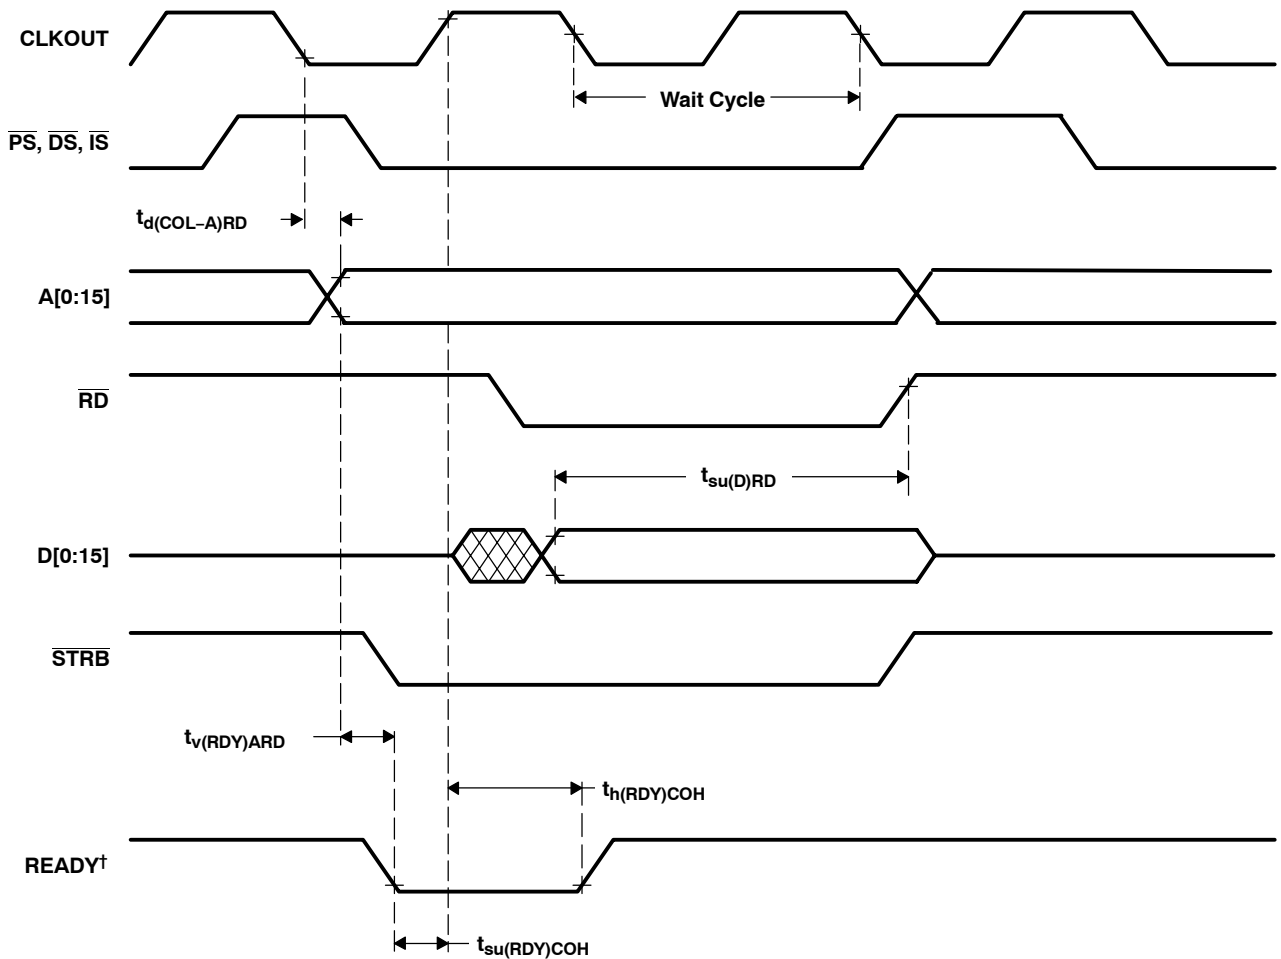 CLKOUT
Wait Cycle
PS, DS, IS
td(COL–A)RD
A[0:15]
RD
tsu(D)RD
D[0:15]
STRB
tv(RDY)ARD
th(RDY)COH
READY†
tsu(RDY)COH